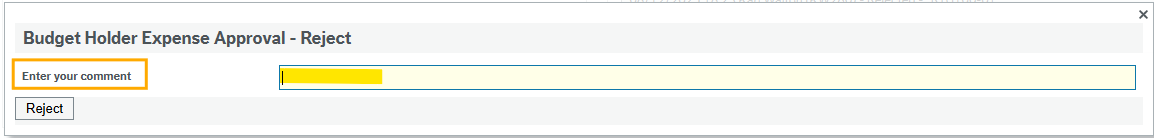 Budget Holder Expense Approval - Reject
Enter your comment
Reject